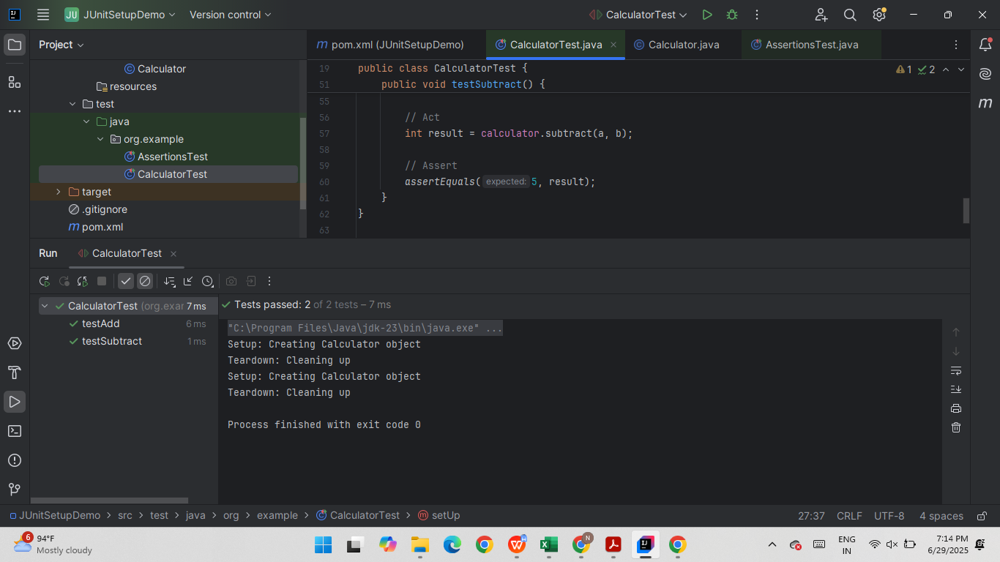 JU JUnitSetupDemo Version control CalculatorTest
Project
pom.xml (JUnitSetupDemo) CalculatorTest.java Calculator.java AssertionsTest.java
Calculator
resources
test
java
org.example
AssertionsTest
CalculatorTest
target
.gitignore
pom.xml
19 public class CalculatorTest {
51 public void testSubtract() {
1 2
55
56 // Act
57 int result = calculator.subtract(a, b);
58
59 // Assert
60 assertEquals( expected: 5, result);
61 }
62 }
63
Run CalculatorTest
CalculatorTest (org.exar 7 ms
testAdd 6 ms
testSubtract 1 ms
Tests passed: 2 of 2 tests – 7 ms
"C:\Program Files\Java\jdk-23\bin\java.exe" ...
Setup: Creating Calculator object
Teardown: Cleaning up
Setup: Creating Calculator object
Teardown: Cleaning up
Process finished with exit code 0
JUnitSetupDemo > src > test > java > org > example > CalculatorTest > setUp
27:37 CRLF UTF-8 4 spaces
6 94°F
Mostly cloudy
N
ENG
IN
7:14 PM
6/29/2025